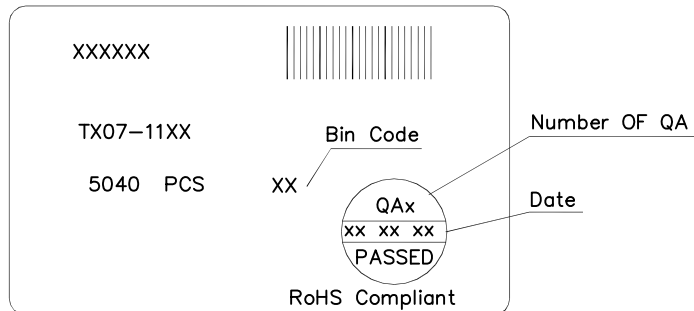 XXXXXX
TX07-11XX
Bin Code
Number OF QA
5040 PCS
XX
QAx
Date
xx xx xx
PASSED
RoHS Compliant